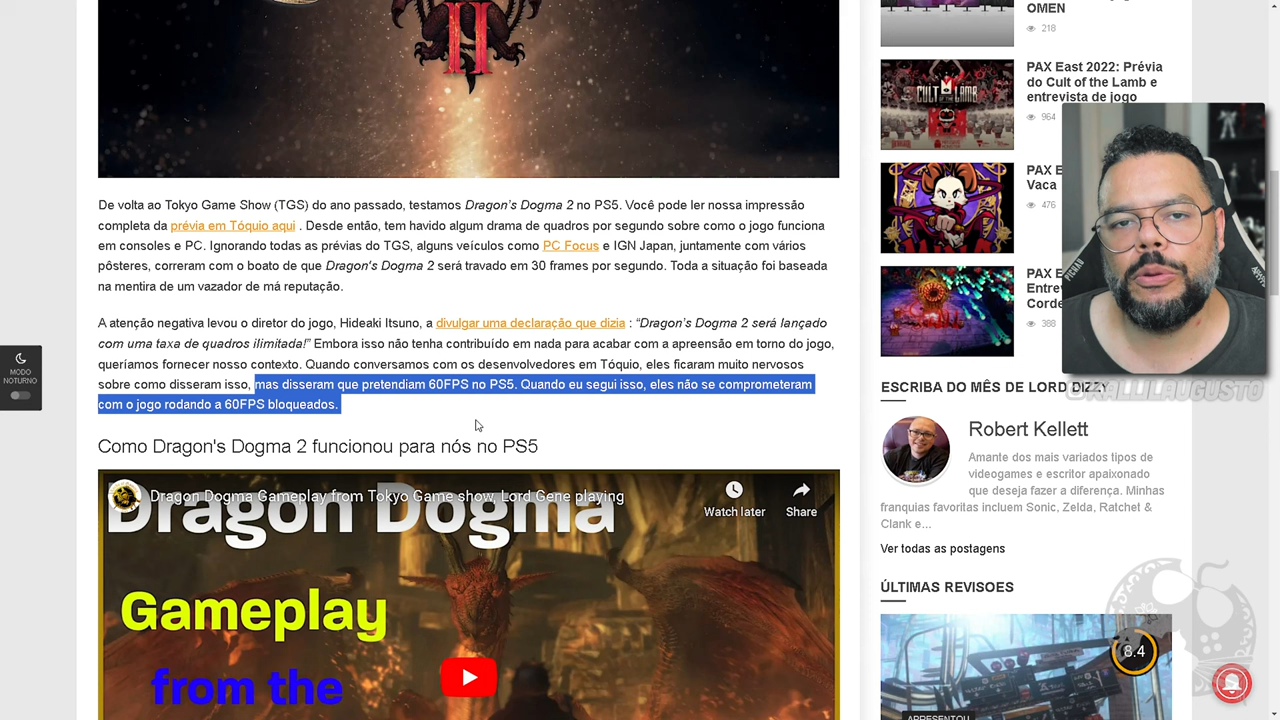 II
De volta ao Tokyo Game Show (TGS) do ano passado, testamos Dragon's Dogma 2 no PS5. Você pode ler nossa impressão
completa da prévia em Tóquio aqui . Desde então, tem havido algum drama de quadros por segundo sobre como o jogo funciona
em consoles e PC. Ignorando todas as prévias do TGS, alguns veículos como PC Focus e IGN Japan, juntamente com vários
pôsteres, correram com o boato de que Dragon's Dogma 2 será travado em 30 frames por segundo. Toda a situação foi baseada
na mentira de um vazador de má reputação.
A atenção negativa levou o diretor do jogo, Hideaki Itsuno, a divulgar uma declaração que dizia : “Dragon’s Dogma 2 será lançado
com uma taxa de quadros ilimitada!” Embora isso não tenha contribuído em nada para acabar com a apreensão em torno do jogo,
queríamos fornecer nosso contexto. Quando conversamos com os desenvolvedores em Tóquio, eles ficaram muito nervosos
sobre como disseram isso, mas disseram que pretendiam 60FPS no PS5. Quando eu segui isso, eles não se comprometeram
com o jogo rodando a 60FPS bloqueados.
MODO
NOTURNO
Como Dragon's Dogma 2 funcionou para nós no PS5
Dragon Dogma Gameplay from Tokyo Game show, Lord Gene playing
Watch later
Share
Dragon Dogma
Gameplay
from the
OMEN
218
PAX East 2022: Prévia
do Cult of the Lamb e
entrevista de jogo
964
CULT OF THE LAMB
PAX E
Vaca
476
PAX E
Entre
Corde
388
PICHAU
@KALLILAUGUSTO
ESCRIBA DO MÊS DE LORD DIZZY
Robert Kellett
Amante dos mais variados tipos de
videogames e escritor apaixonado
que deseja fazer a diferença. Minhas
franquias favoritas incluem Sonic, Zelda, Ratchet &
Clank e...
Ver todas as postagens
ÚLTIMAS REVISOES
8.4
APRESENTOU